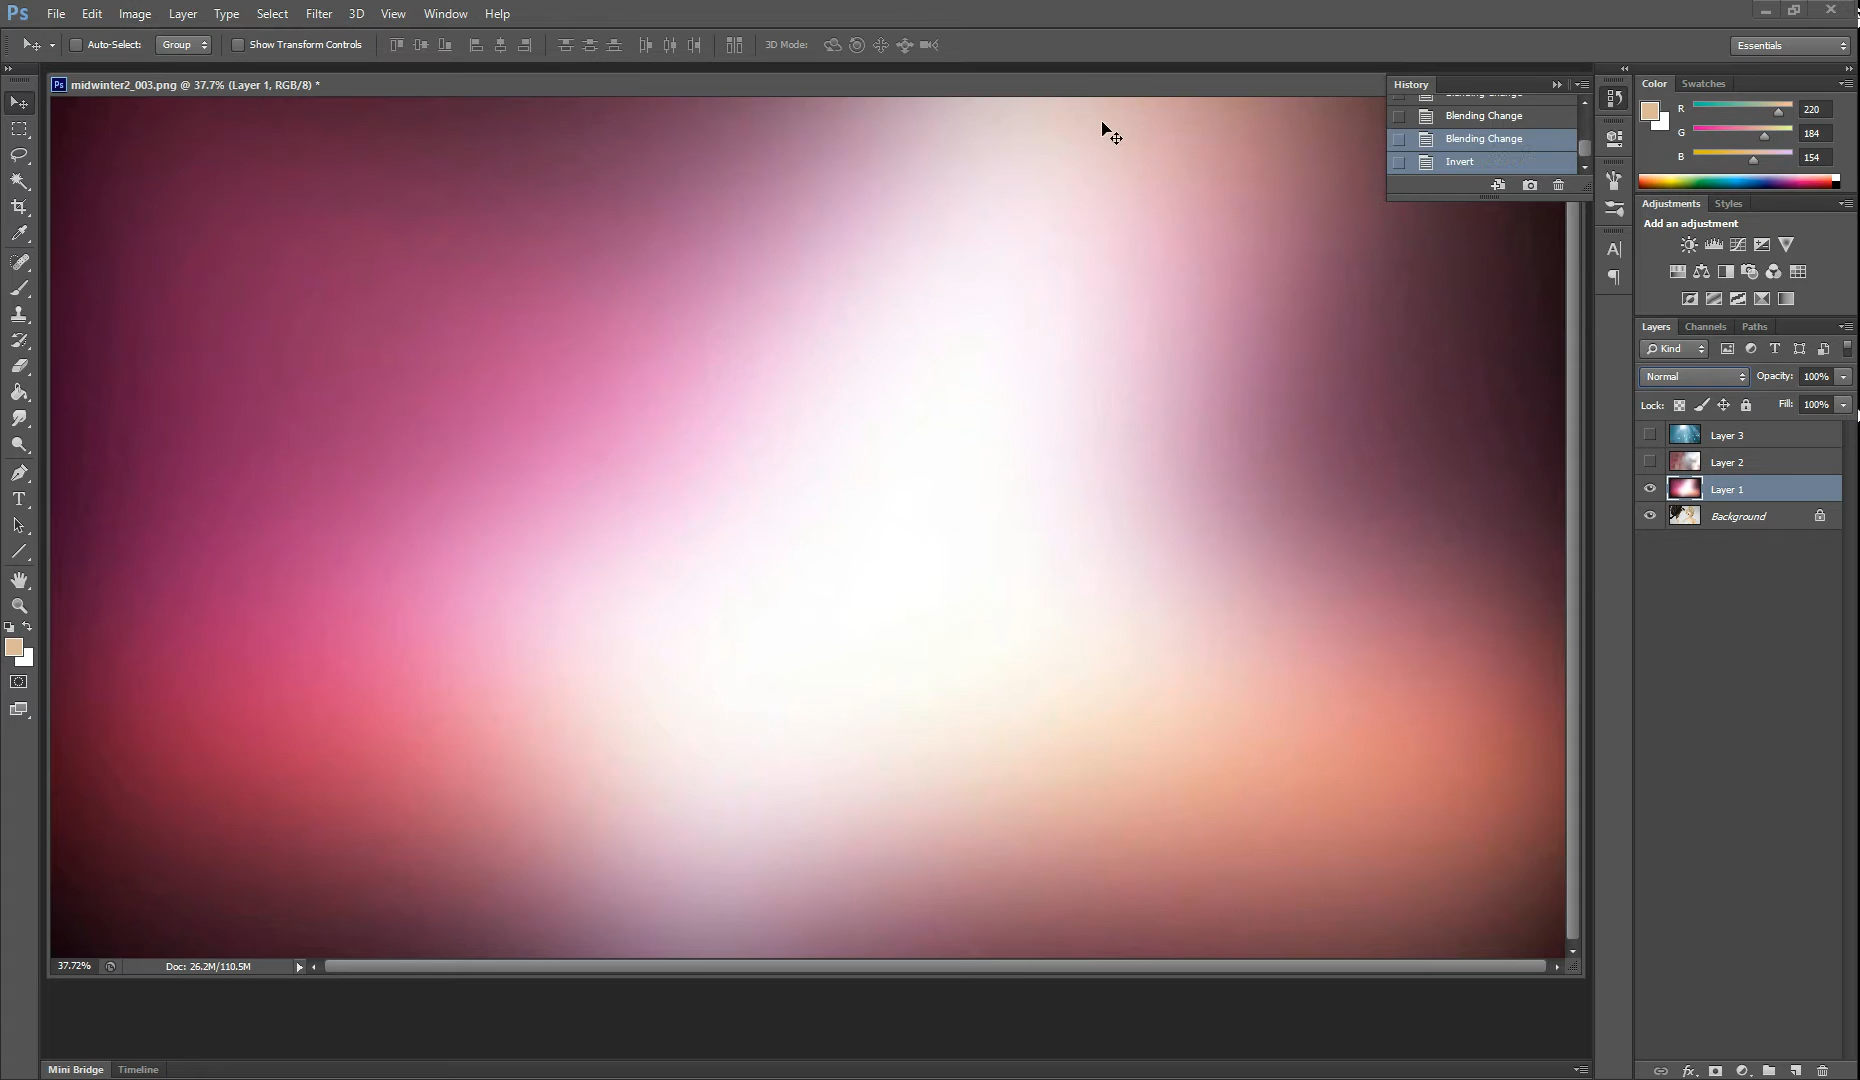 Ps File Edit Image Layer Type Select Filter 3D View Window Help
Auto-Select: Group Show Transform Controls 3D Mode: Essentials
Ps midwinter2_003.png @ 37.7% (Layer 1, RGB/8) *
History
Blending Change
Blending Change
Blending Change
Invert
Color Swatches
R 220
G 184
B 154
Adjustments Styles
Add an adjustment
Layers Channels Paths
Kind
Normal Opacity: 100%
Lock: Fill: 100%
Layer 3
Layer 2
Layer 1
Background
37.72% Doc: 26.2M/110.5M
Mini Bridge Timeline